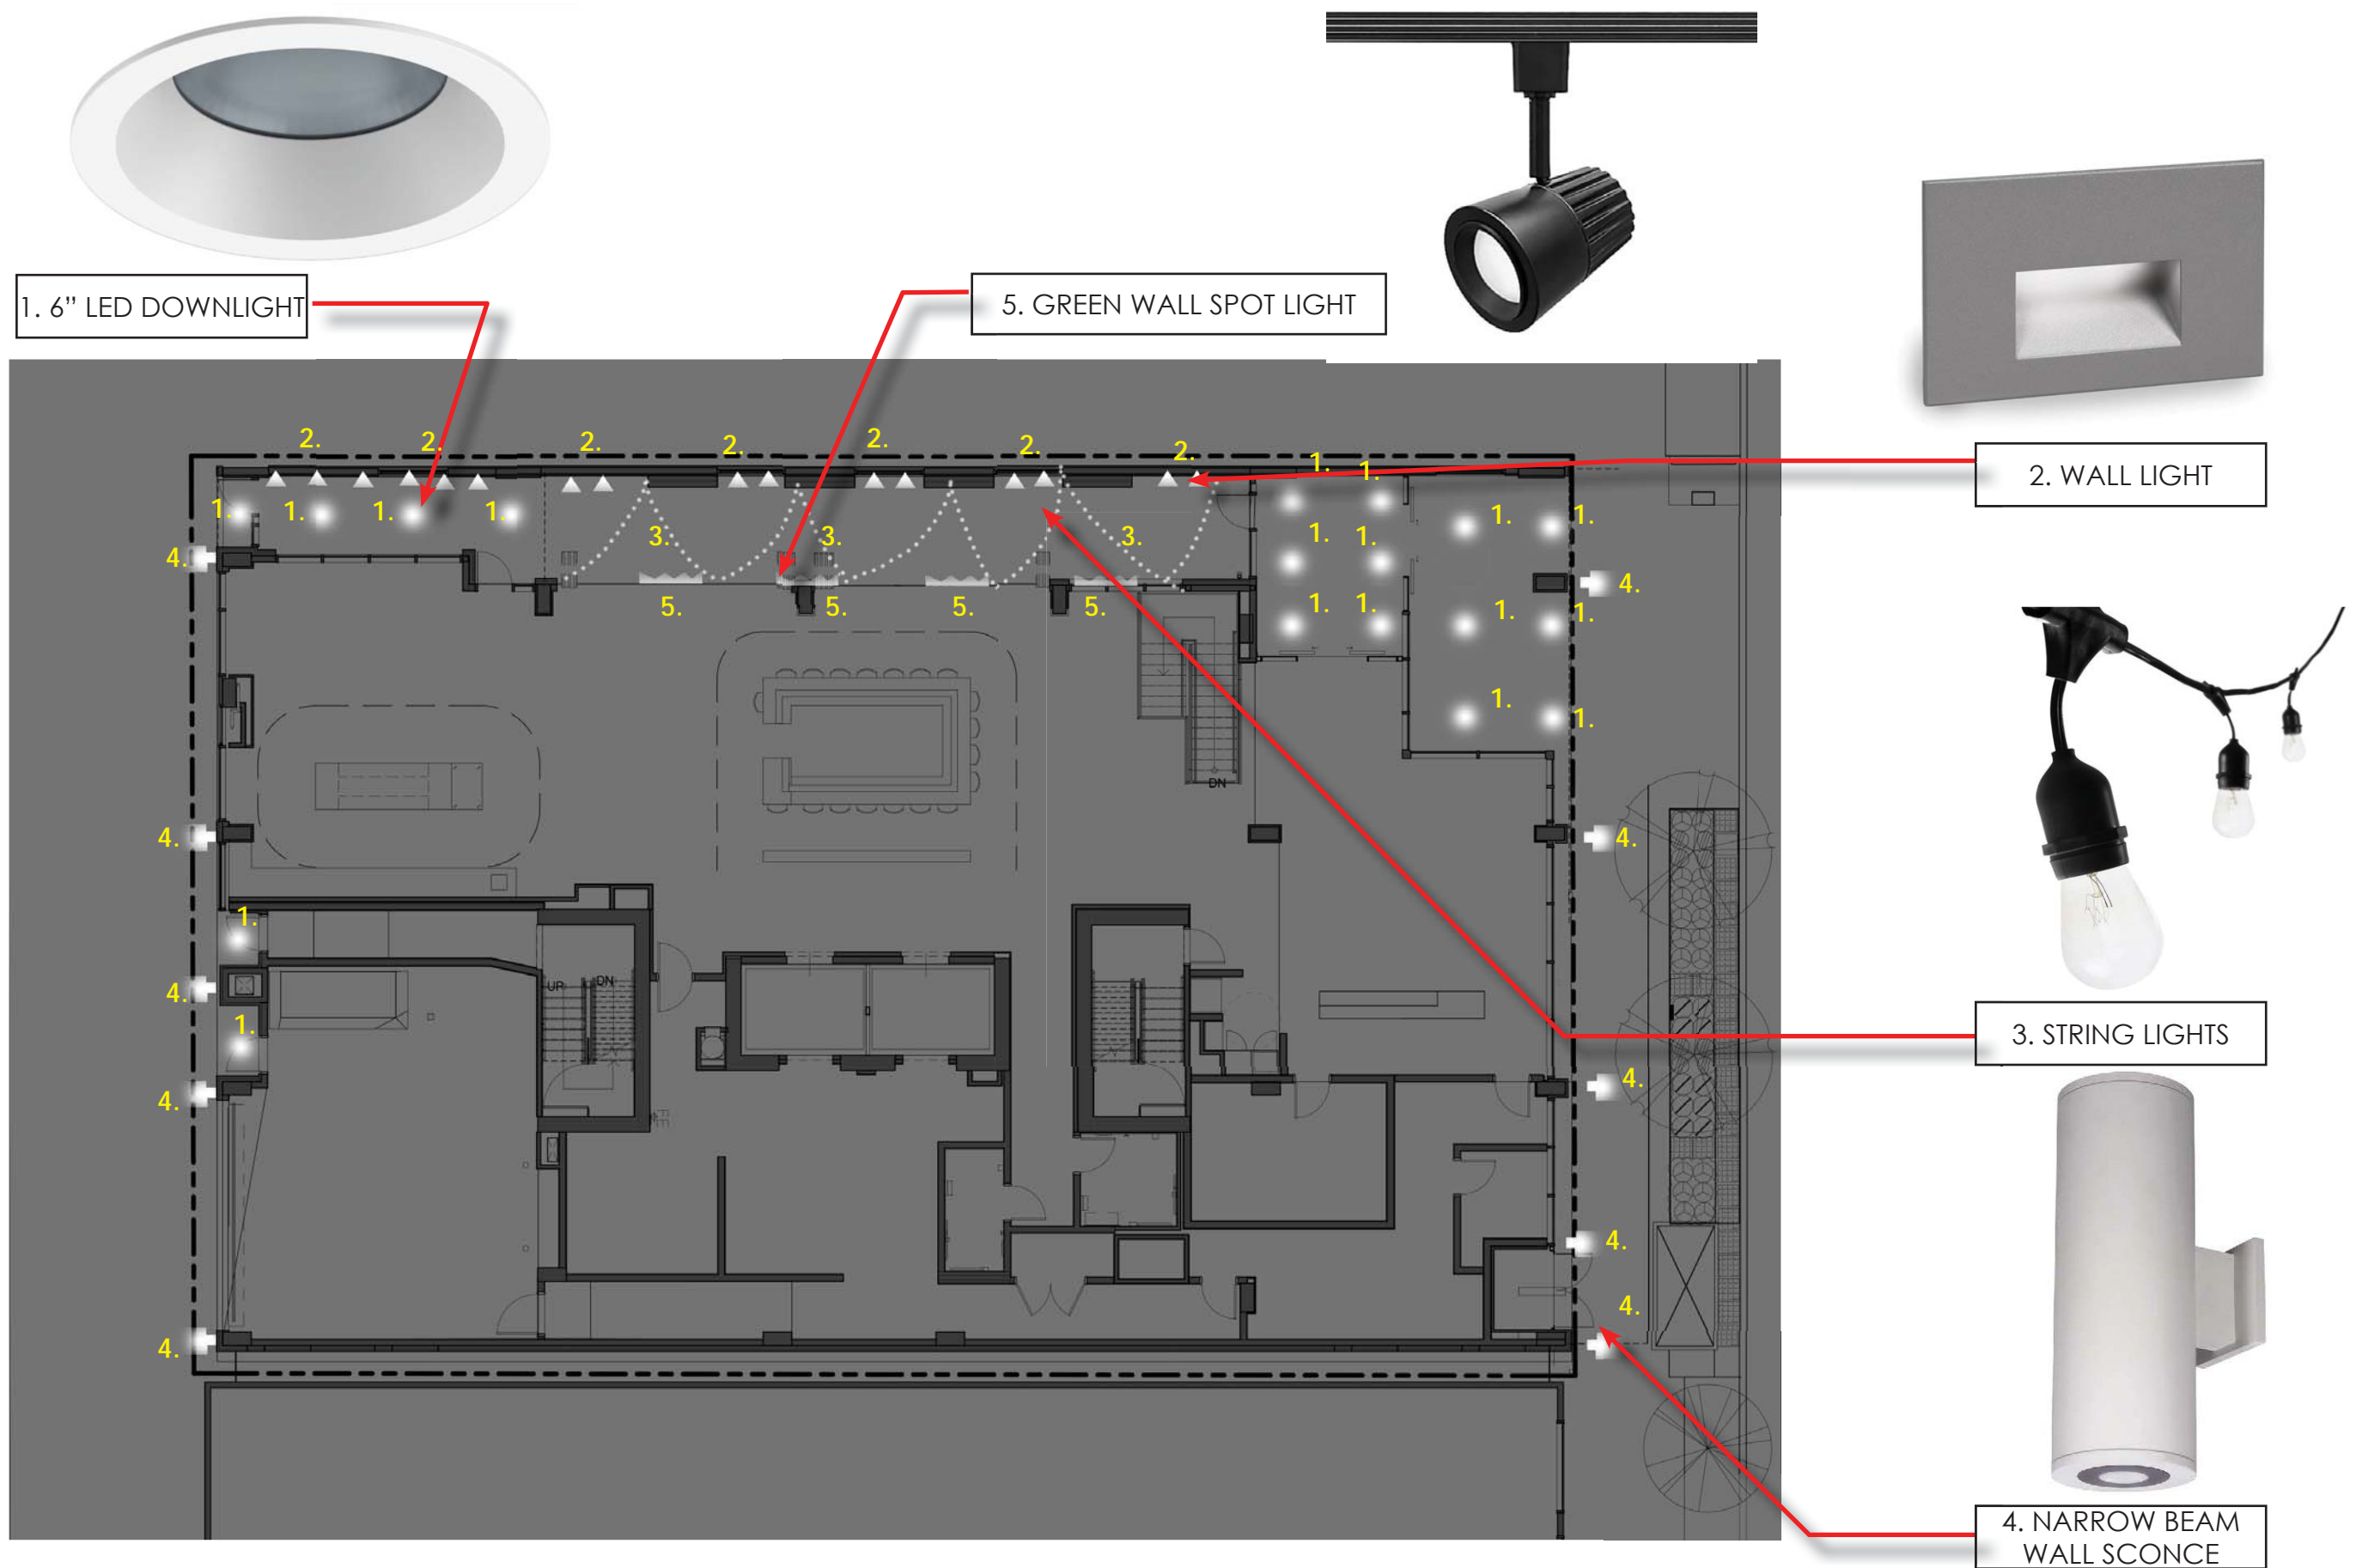 1. 6” LED DOWNLIGHT
5. GREEN WALL SPOT LIGHT
2. WALL LIGHT
2. 2. 2. 2. 2. 2. 2.
1. 1.
1. 1. 1. 1. 1. 1.
4. 3. 3. 3. 1. 1. 4.
5. 5. 5. 5. 1. 1. 1. 1.
1. 1.
DN
4. 4.
1.
UP DN
4.
1.
3. STRING LIGHTS
4. 4.
4.
4.
4.
4. NARROW BEAM
WALL SCONCE